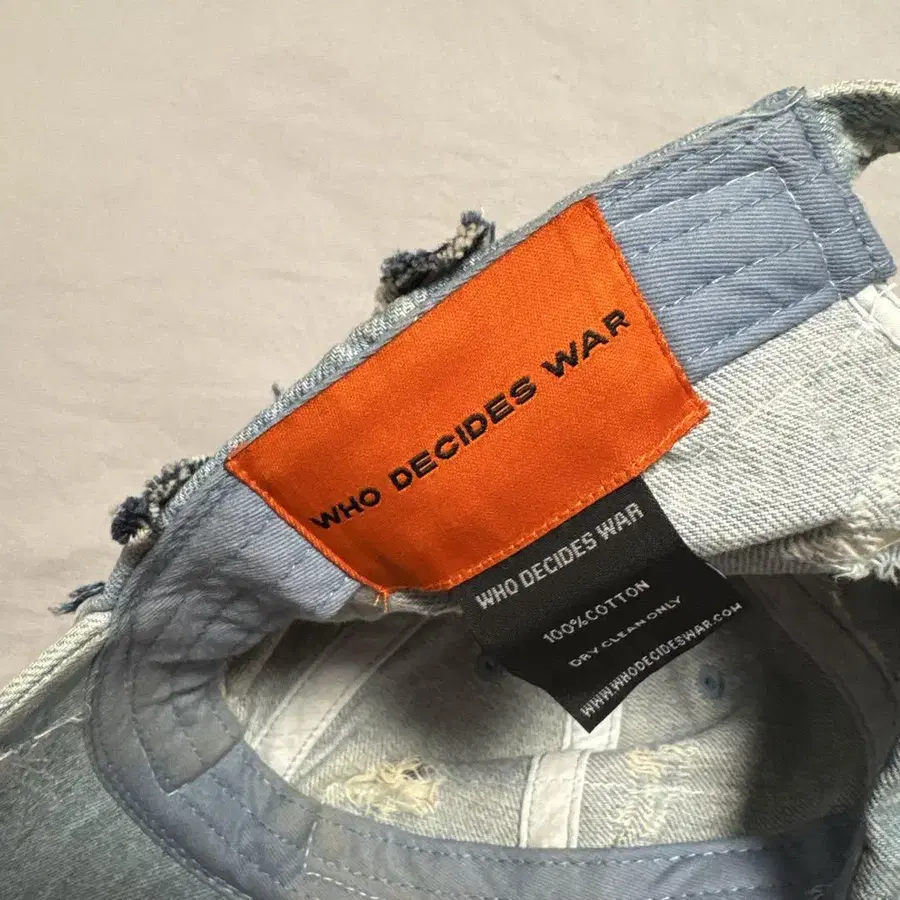 WHO DECIDES WAR
WHO DECIDES WAR
100%COTTON
DRY CLEAN ONLY
WWW.WHODECIDESWAR.COM